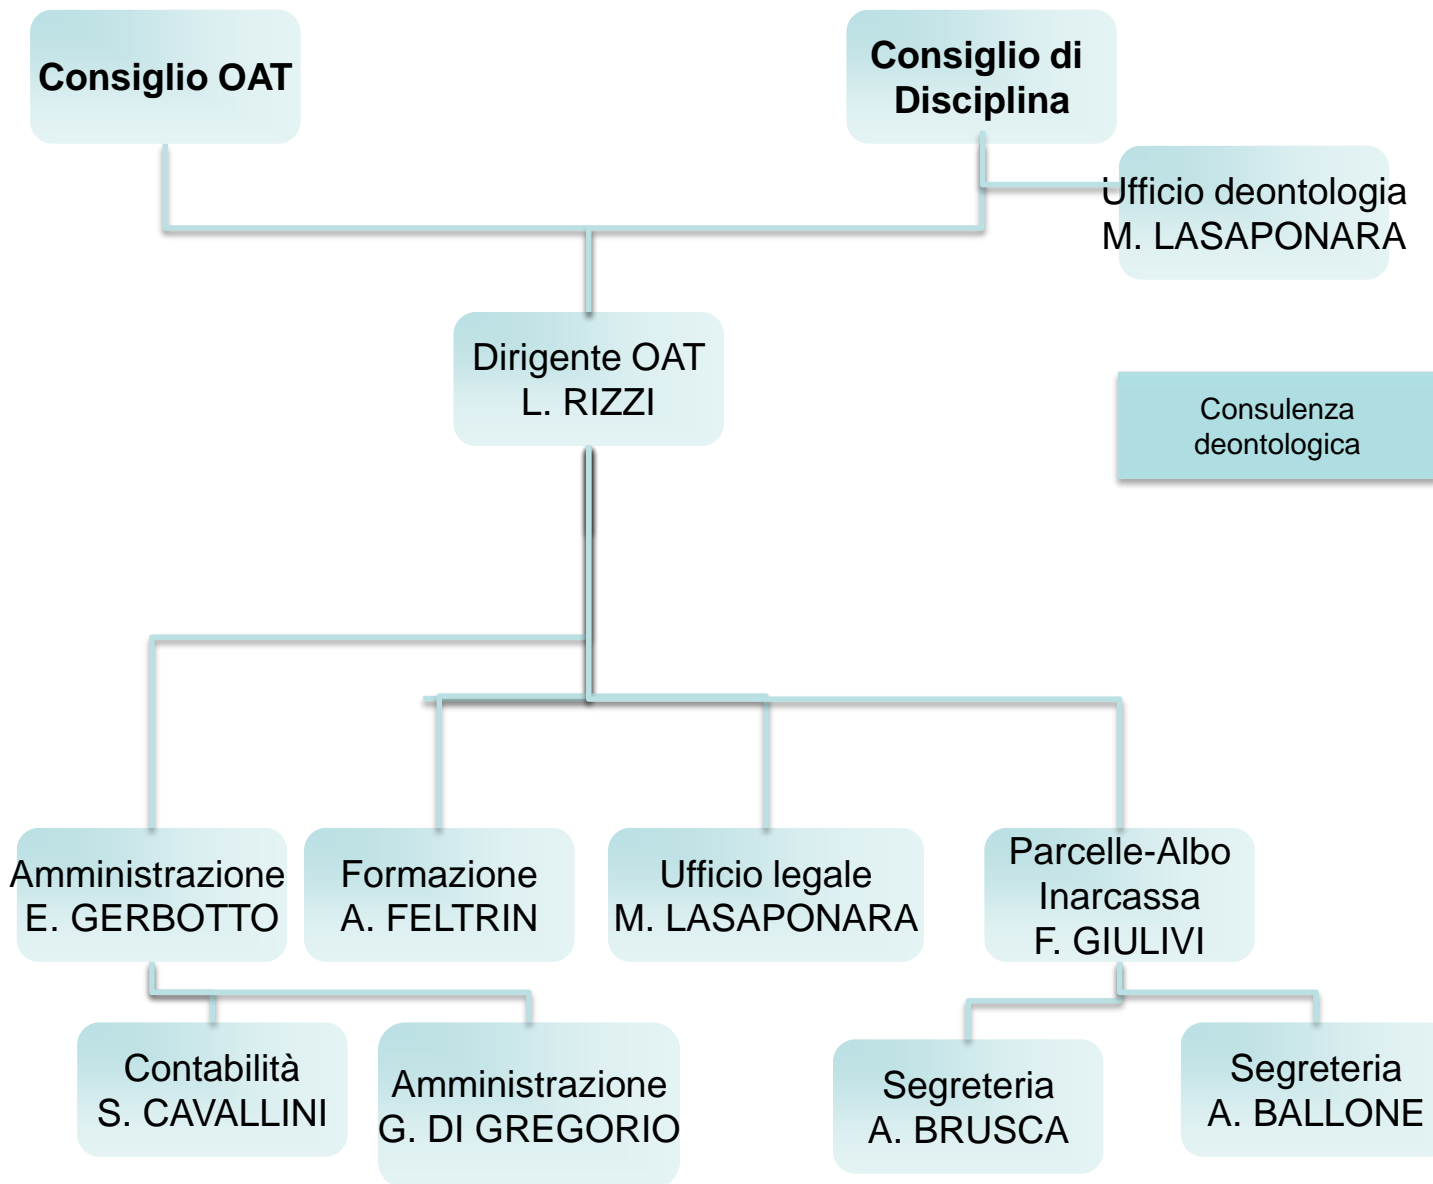 Consiglio OAT
Consiglio di
Disciplina
Ufficio deontologia
M. LASAPONARA
Dirigente OAT
L. RIZZI
Consulenza
deontologica
Amministrazione
E. GERBOTTO
Formazione
A. FELTRIN
Ufficio legale
M. LASAPONARA
Parcelle-Albo
Inarcassa
F. GIULIVI
Contabilità
S. CAVALLINI
Amministrazione
G. DI GREGORIO
Segreteria
A. BRUSCA
Segreteria
A. BALLONE